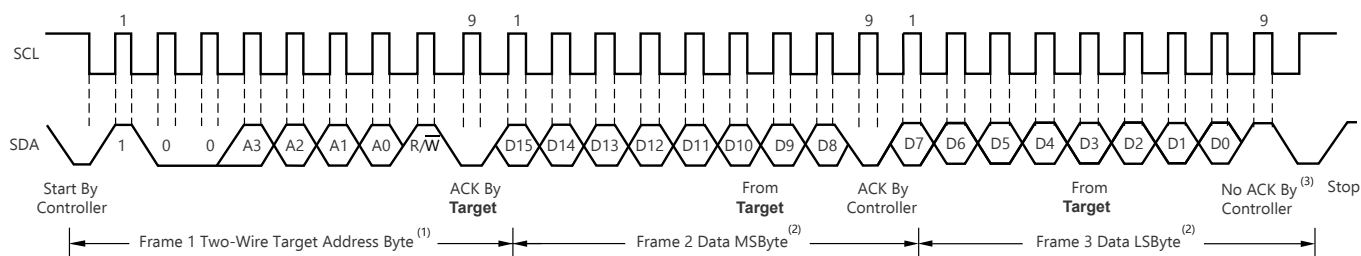 1 9 1 9 1 9
SCL
SDA 1 0 0 A3 A2 A1 A0 R/W D15 D14 D13 D12 D11 D10 D9 D8 D7 D6 D5 D4 D3 D2 D1 D0
Start By
Controller
ACK By
Target
From
Target
ACK By
Controller
From
Target
No ACK By (3)
Controller
Stop
Frame 1 Two-Wire Target Address Byte (1)
Frame 2 Data MSByte (2)
Frame 3 Data LSByte (2)